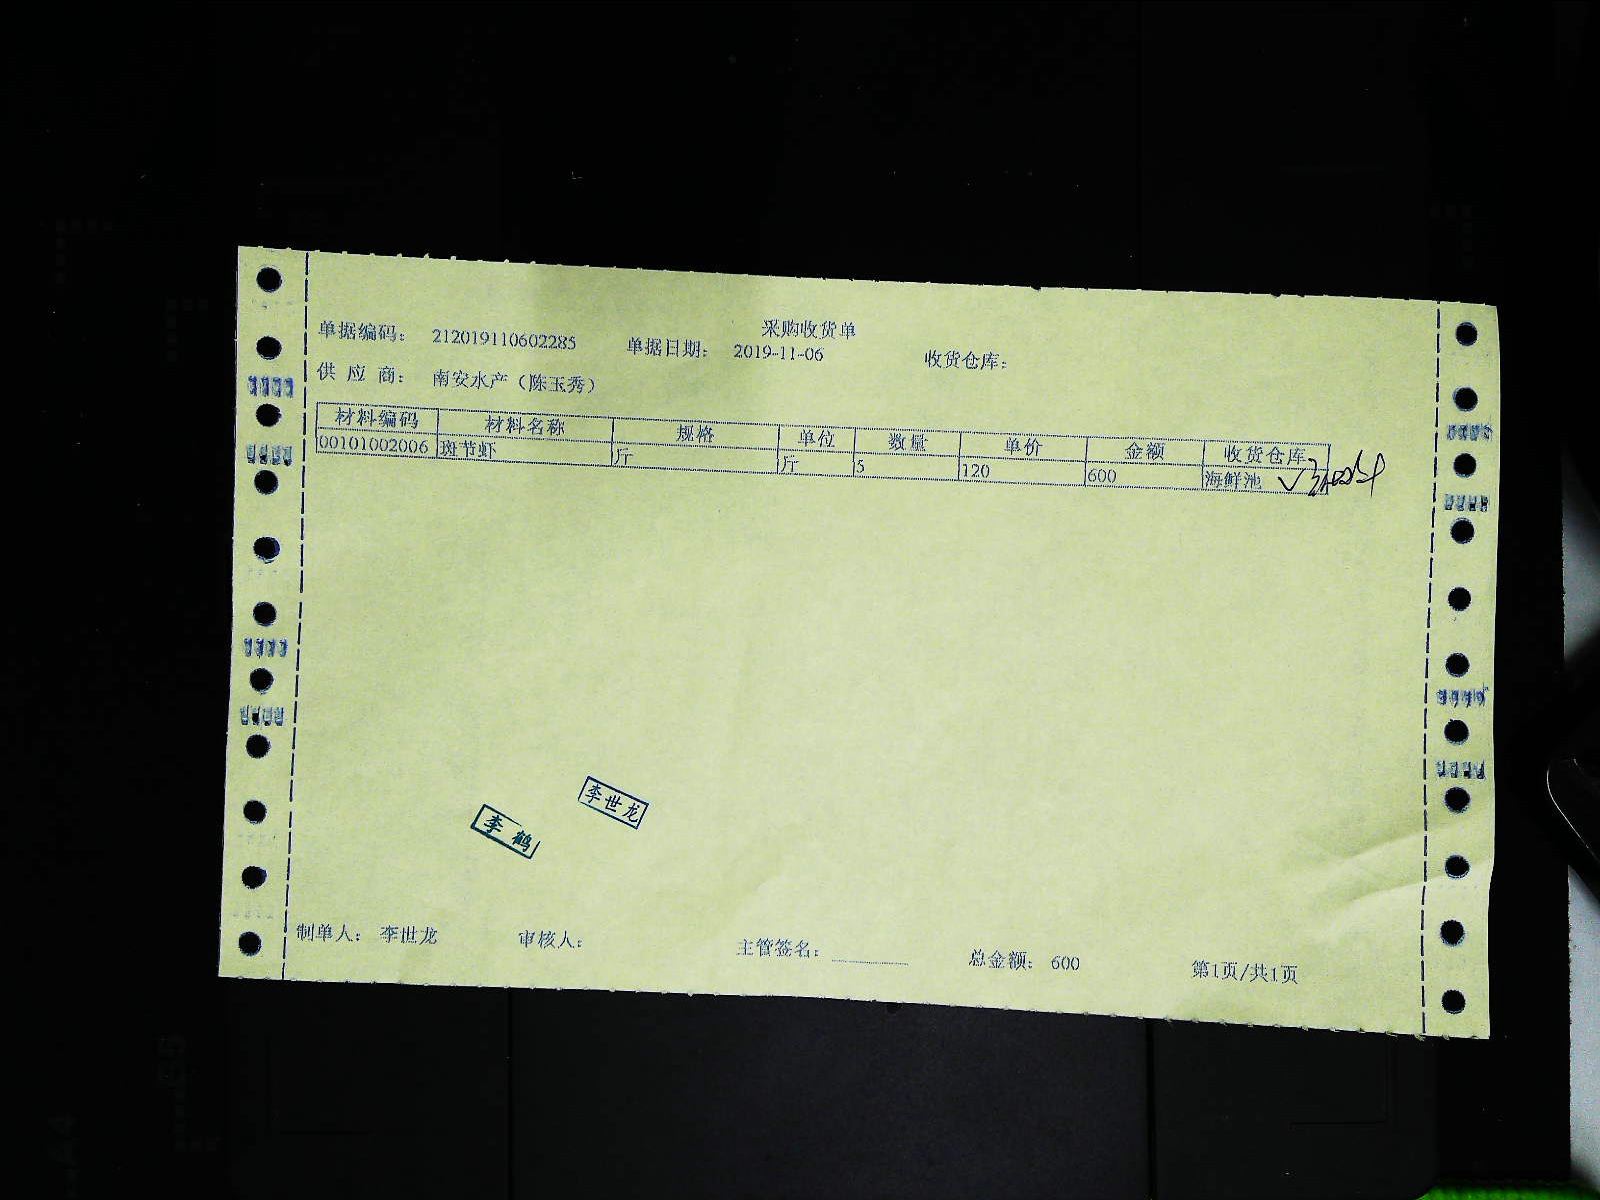 采购收货单
单据编码： 212019110602285 单据日期： 2019-11-06 收货仓库：
供 应 商： 南安水产（陈玉秀）
材料编码 材料名称 规格 单位 数量 单价 金额 收货仓库
00101002006 斑节虾 斤 斤 5 120 600 海鲜池
李世龙
李鹤
制单人： 李世龙 审核人： 主管签名： 总金额： 600 第1页/共1页